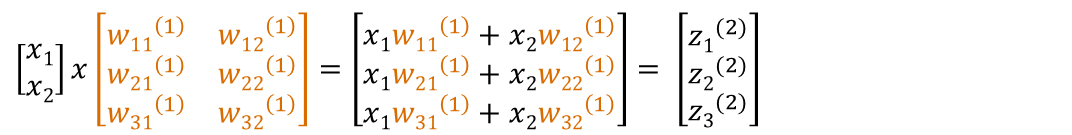 [x₁ x₂] x [w₁₁⁽¹⁾ w₁₂⁽¹⁾ = [x₁w₁₁⁽¹⁾ + x₂w₁₂⁽¹⁾ = [z₁⁽²⁾
w₂₁⁽¹⁾ w₂₂⁽¹⁾ x₁w₂₁⁽¹⁾ + x₂w₂₂⁽¹⁾ z₂⁽²⁾
w₃₁⁽¹⁾ w₃₂⁽¹⁾] x₁w₃₁⁽¹⁾ + x₂w₃₂⁽¹⁾] z₃⁽²⁾]